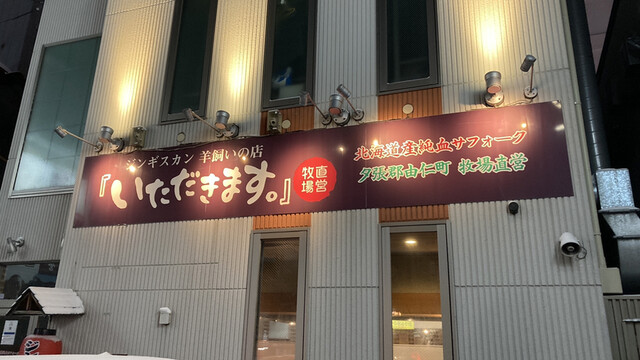 ジンギスカン 羊飼いの店
『いただきます。』
直営
牧場
北海道産純血サフォーク
夕張郡由仁町 牧場直営